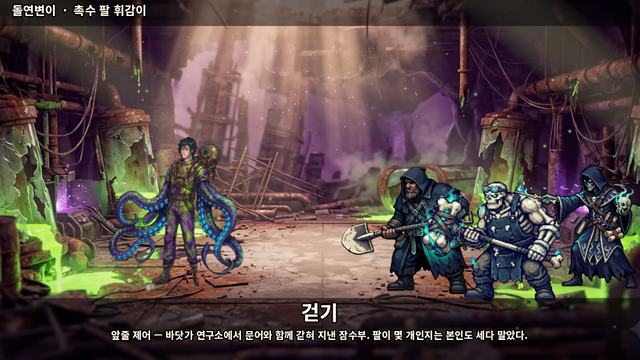 돌연변이 · 촉수 팔 휘감이
걷기
앞줄 제어 — 바닷가 연구소에서 문어와 함께 갇혀 지낸 잠수부. 팔이 몇 개인지는 본인도 세다 말았다.